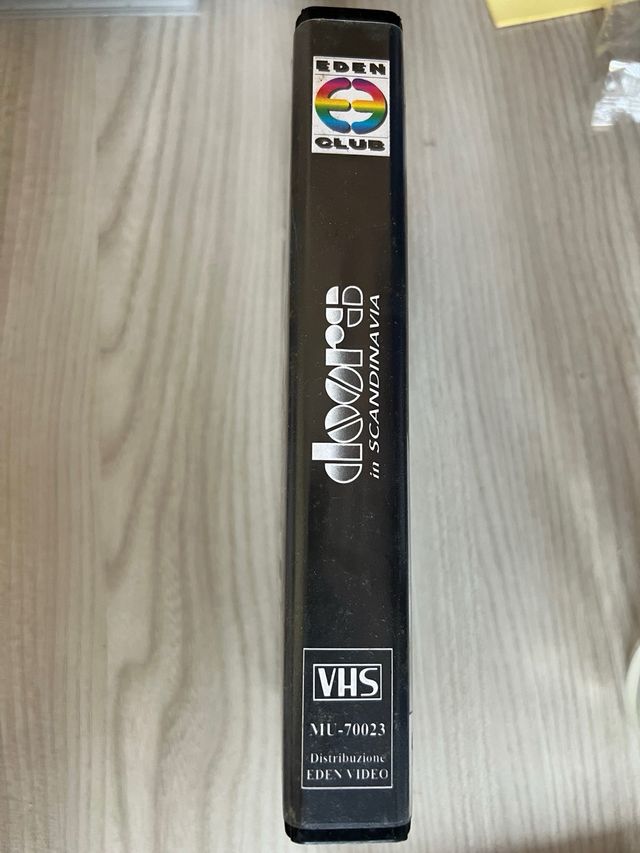 EDEN
CLUB
doors
in SCANDINAVIA
VHS
MU-70023
Distribuzione
EDEN VIDEO